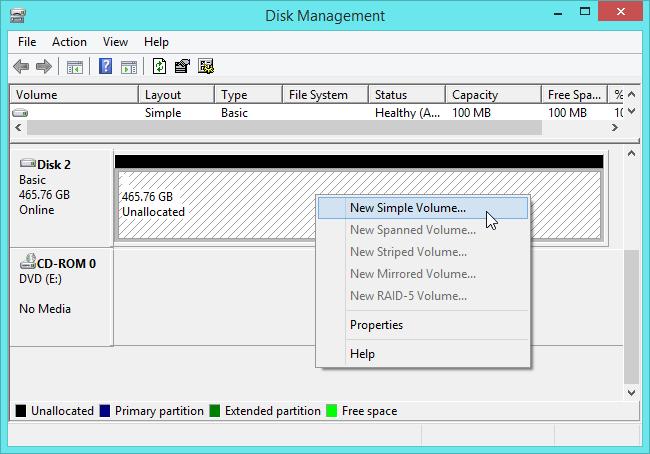 Disk Management
File Action View Help
Volume Layout Type File System Status Capacity Free Spa... %
Simple Basic Healthy (A... 100 MB 100 MB 10
Disk 2
Basic
465.76 GB
Online
465.76 GB
Unallocated
New Simple Volume...
New Spanned Volume...
New Striped Volume...
New Mirrored Volume...
New RAID-5 Volume...
Properties
Help
CD-ROM 0
DVD (E:)
No Media
Unallocated Primary partition Extended partition Free space